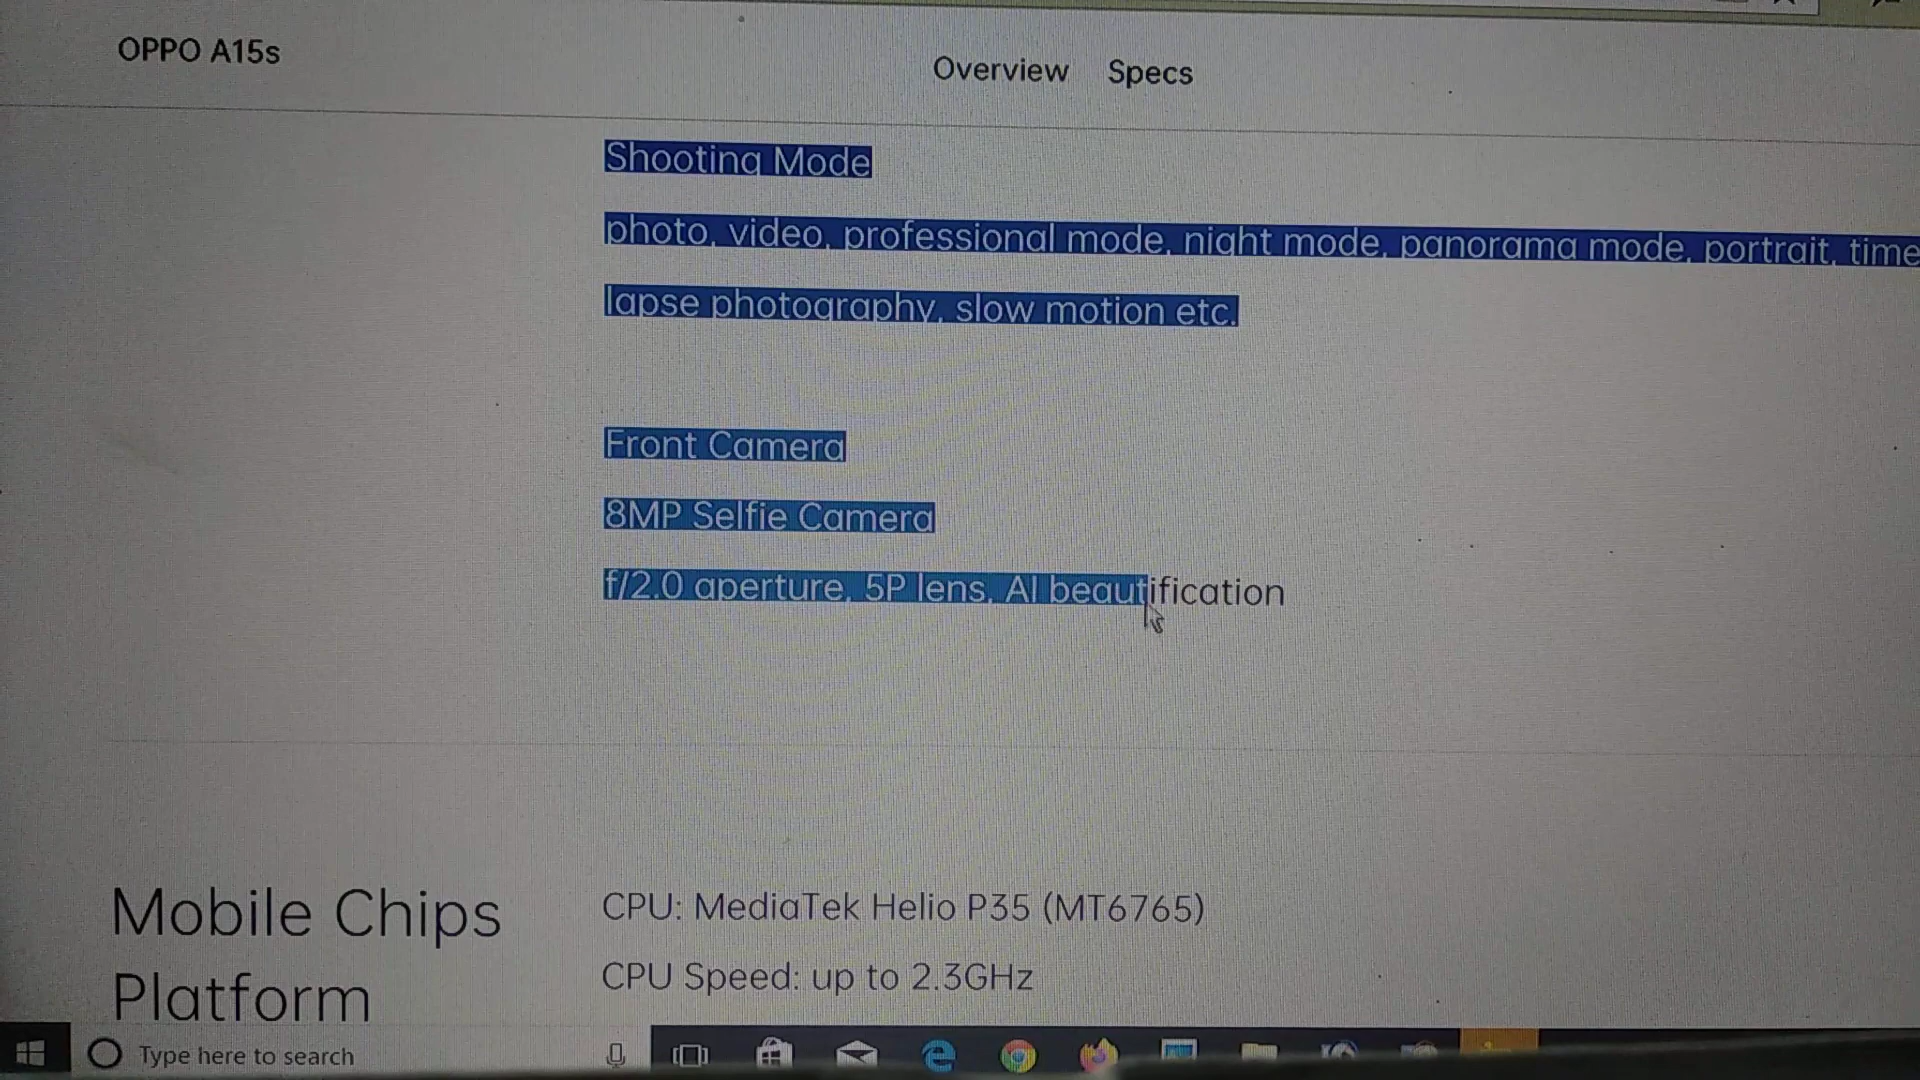 OPPO A15s
Overview Specs
Shooting Mode
photo, video, professional mode, night mode, panorama mode, portrait, time
lapse photography, slow motion etc.
Front Camera
8MP Selfie Camera
f/2.0 aperture, 5P lens, AI beautification
Mobile Chips
Platform
CPU: MediaTek Helio P35 (MT6765)
CPU Speed: up to 2.3GHz
Type here to search